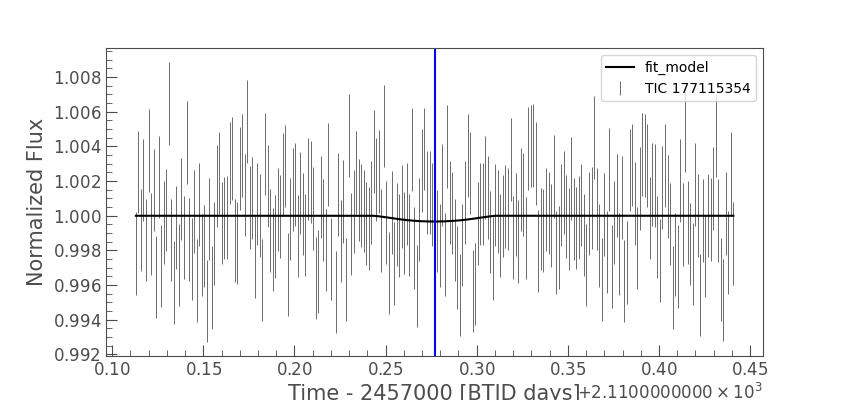 fit_model
TIC 177115354
Normalized Flux
1.008
1.006
1.004
1.002
1.000
0.998
0.996
0.994
0.992
0.10 0.15 0.20 0.25 0.30 0.35 0.40 0.45
Time - 2457000 [BTJD days]
+2.1100000000 × 10³